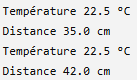 Température 22.5 °C
Distance 35.0 cm
Température 22.5 °C
Distance 42.0 cm